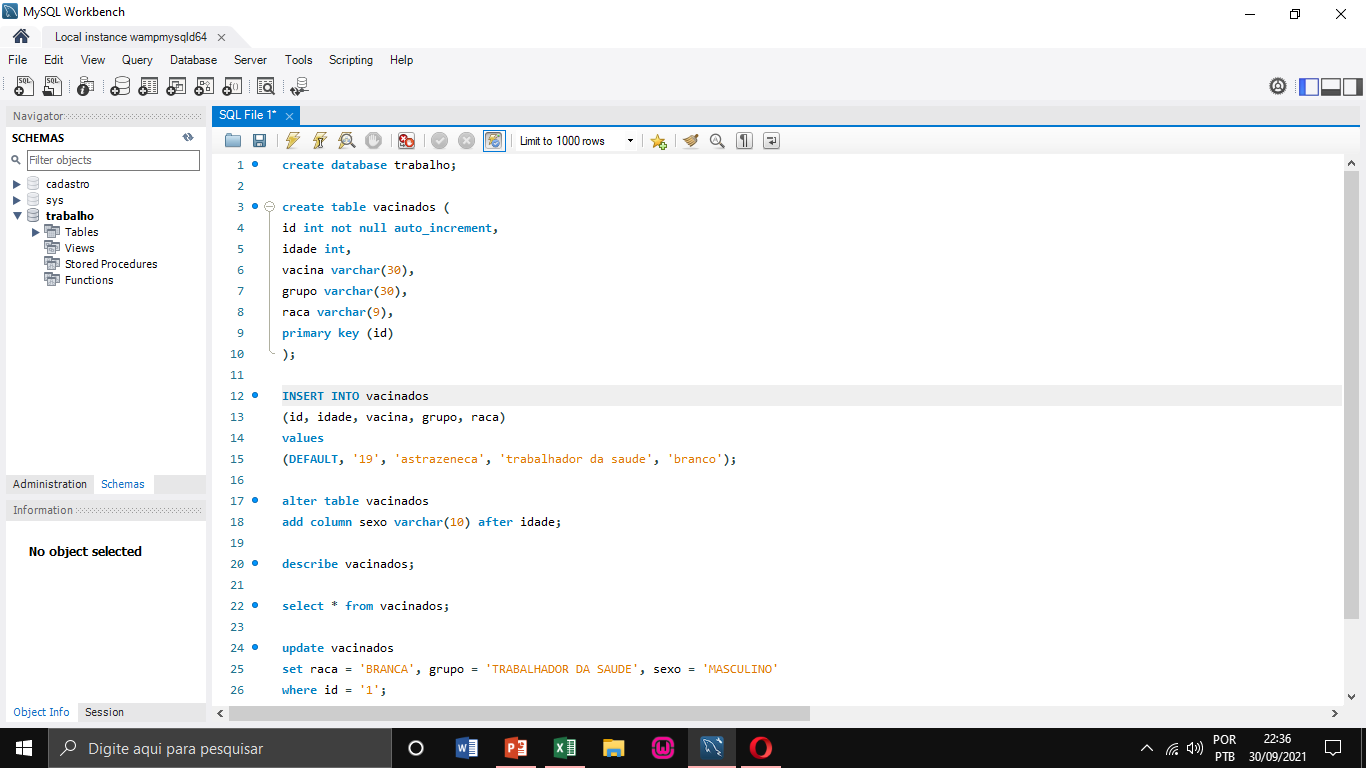 MySQL Workbench
Local instance wampmysqld64
File Edit View Query Database Server Tools Scripting Help
Navigator
SCHEMAS
Filter objects
cadastro
sys
trabalho
Tables
Views
Stored Procedures
Functions
Administration Schemas
Information
No object selected
Object Info Session
SQL File 1*
Limit to 1000 rows
1 create database trabalho;
2
3 create table vacinados (
4 id int not null auto_increment,
5 idade int,
6 vacina varchar(30),
7 grupo varchar(30),
8 raca varchar(9),
9 primary key (id)
10 );
11
12 INSERT INTO vacinados
13 (id, idade, vacina, grupo, raca)
14 values
15 (DEFAULT, '19', 'astrazeneca', 'trabalhador da saude', 'branco');
16
17 alter table vacinados
18 add column sexo varchar(10) after idade;
19
20 describe vacinados;
21
22 select * from vacinados;
23
24 update vacinados
25 set raca = 'BRANCA', grupo = 'TRABALHADOR DA SAUDE', sexo = 'MASCULINO'
26 where id = '1';
Digite aqui para pesquisar
POR
PTB
22:36
30/09/2021